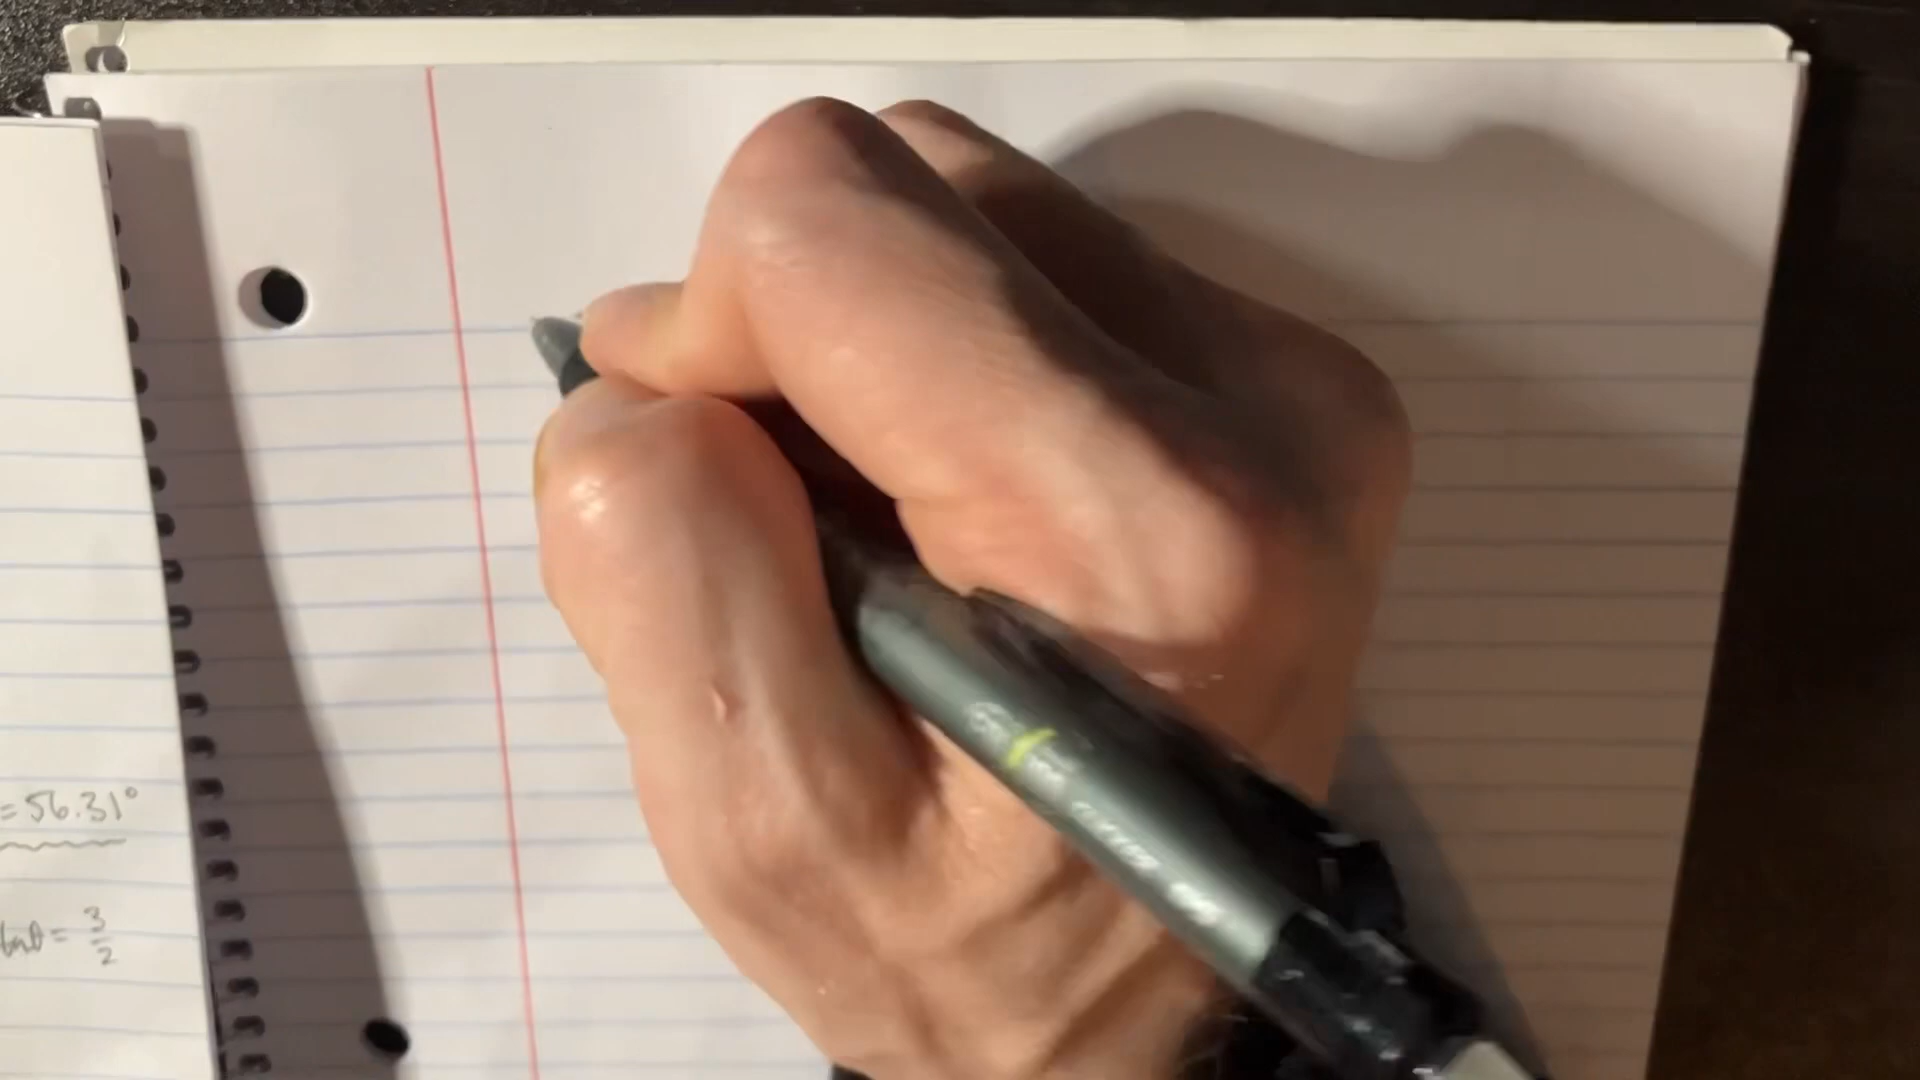 = 56.31°
tanθ = 3/2